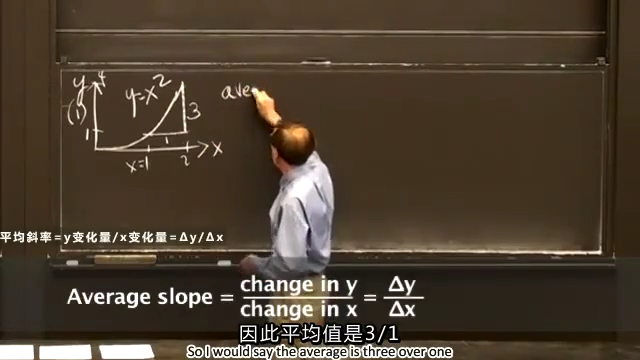 y
4
y=x²
(1)
3
1
1
x=1
2
x
ave
平均斜率=y变化量/x变化量=Δy/Δx
Average slope = change in y / change in x = Δy / Δx
因此平均值是3/1
So I would say the average is three over one